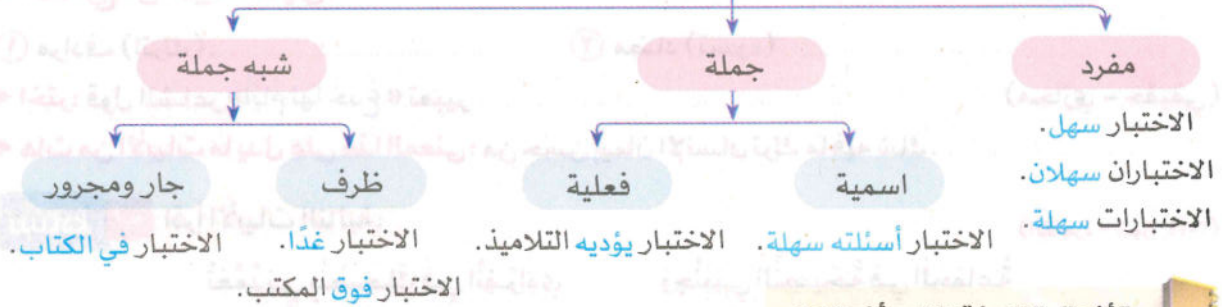 مفرد
جملة
شبه جملة
الاختبار سهل.
الاختباران سهلان.
الاختبارات سهلة.
اسمية
فعلية
ظرف
جار ومجرور
الاختبار أسئلته سهلة.
الاختبار يؤديه التلاميذ.
الاختبار غدًا.
الاختبار فوق المكتب.
الاختبار في الكتاب.